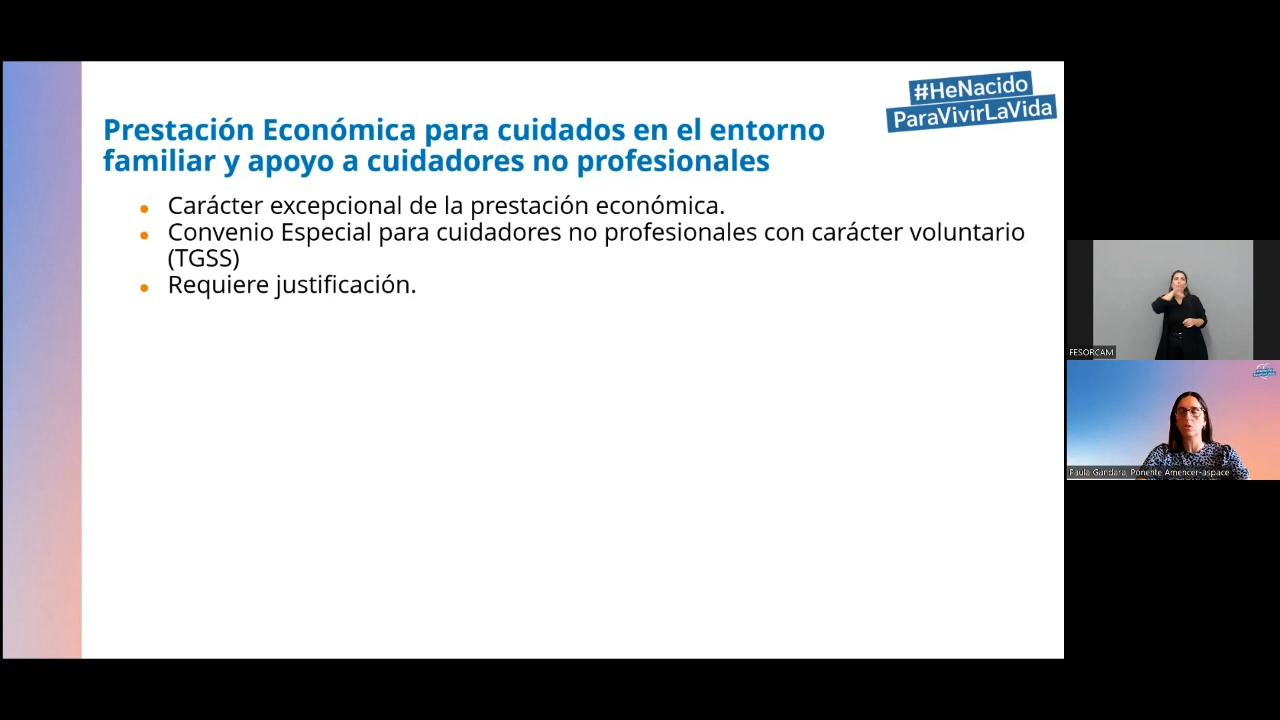 #HeNacido
ParaVivirLaVida
Prestación Económica para cuidados en el entorno
familiar y apoyo a cuidadores no profesionales
Carácter excepcional de la prestación económica.
Convenio Especial para cuidadores no profesionales con carácter voluntario
(TGSS)
Requiere justificación.
FESORCAM
Paula Gándara, Ponente Amencer-aspace